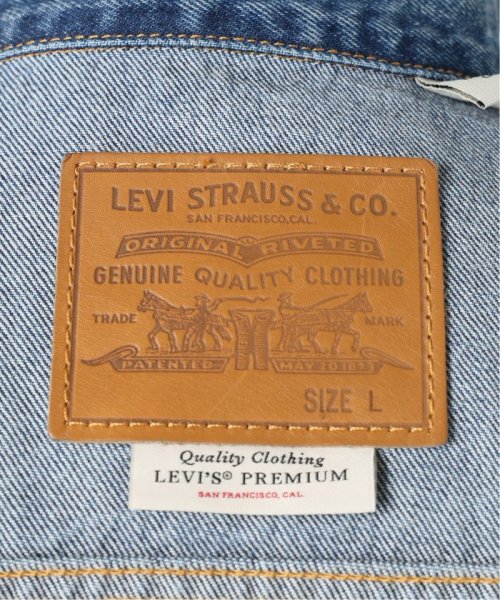 LEVI STRAUSS & CO.
SAN FRANCISCO, CAL.
ORIGINAL RIVETED
GENUINE QUALITY CLOTHING
TRADE MARK
PATENTED MAY 20 1873
SIZE L
Quality Clothing
LEVI'S® PREMIUM
SAN FRANCISCO, CAL.